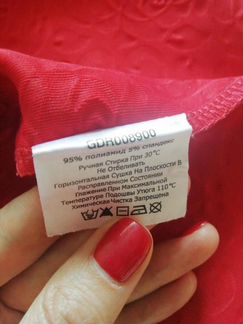 GDR008900
95% полиамид 5% спандекс
Ручная Стирка При 30°C
Не Отбеливать
Горизонтальная Сушка На Плоскости В
Расправленном Состоянии
Глажение При Максимальной
Температуре Подошвы Утюга 110°C
Химическая Чистка Запрещена